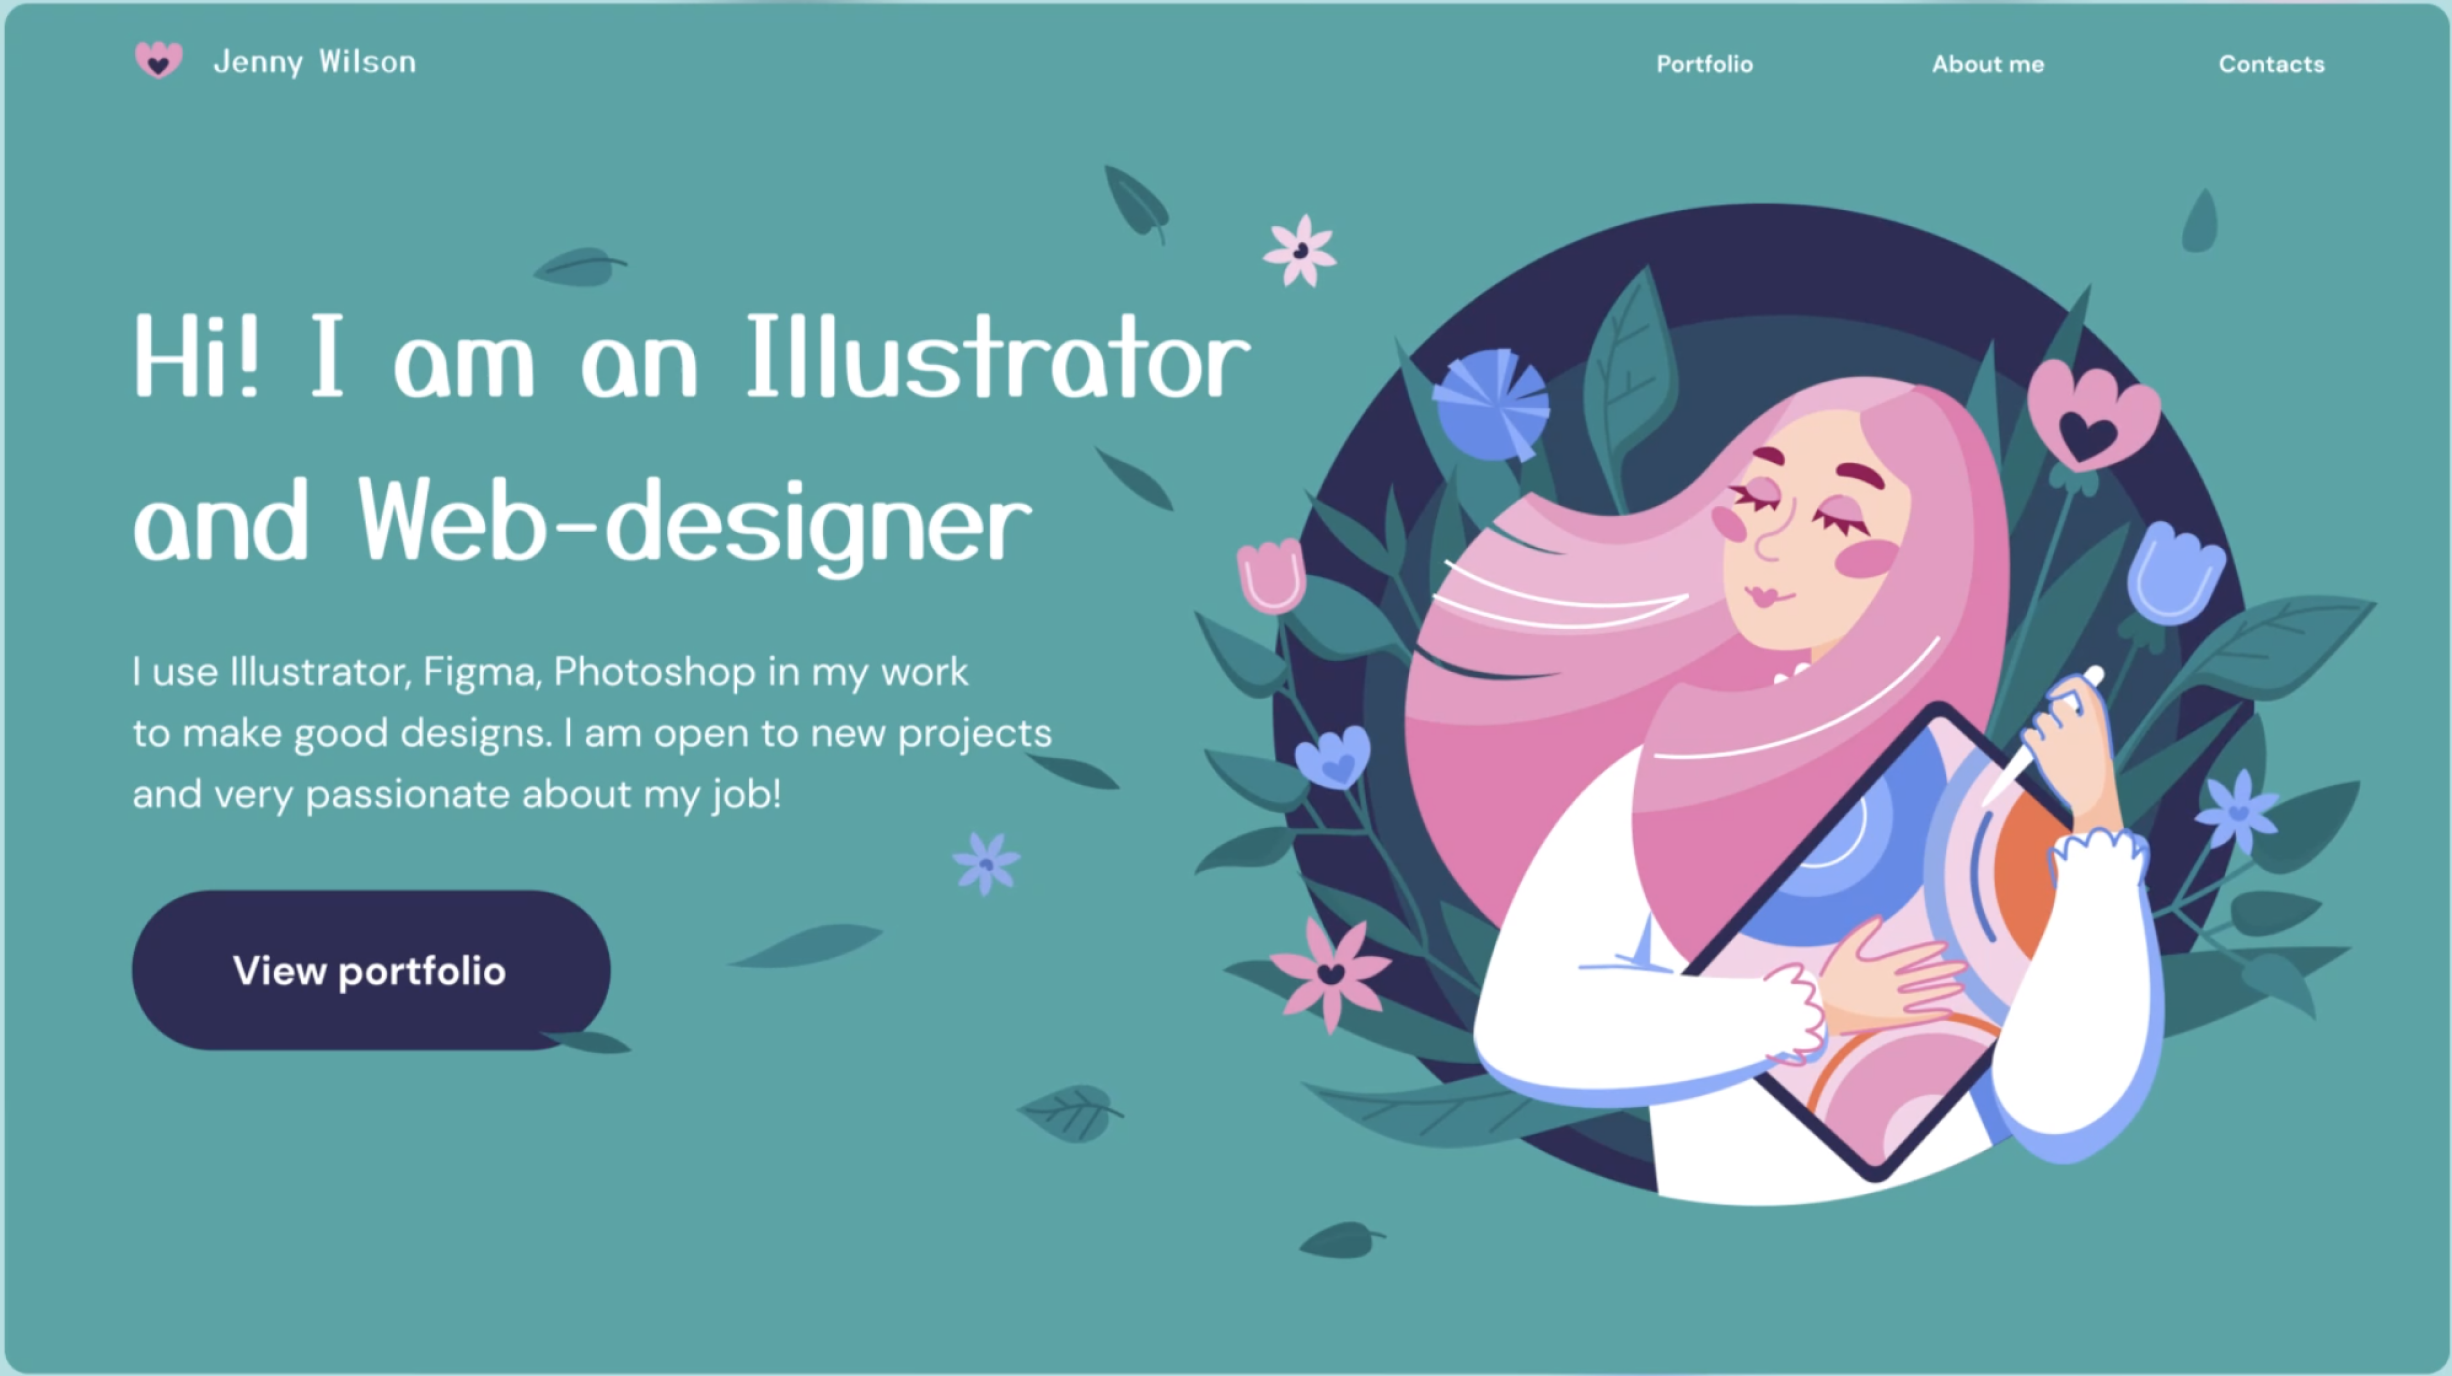 Jenny Wilson
Portfolio
About me
Contacts
Hi! I am an Illustrator
and Web-designer
I use Illustrator, Figma, Photoshop in my work
to make good designs. I am open to new projects
and very passionate about my job!
View portfolio